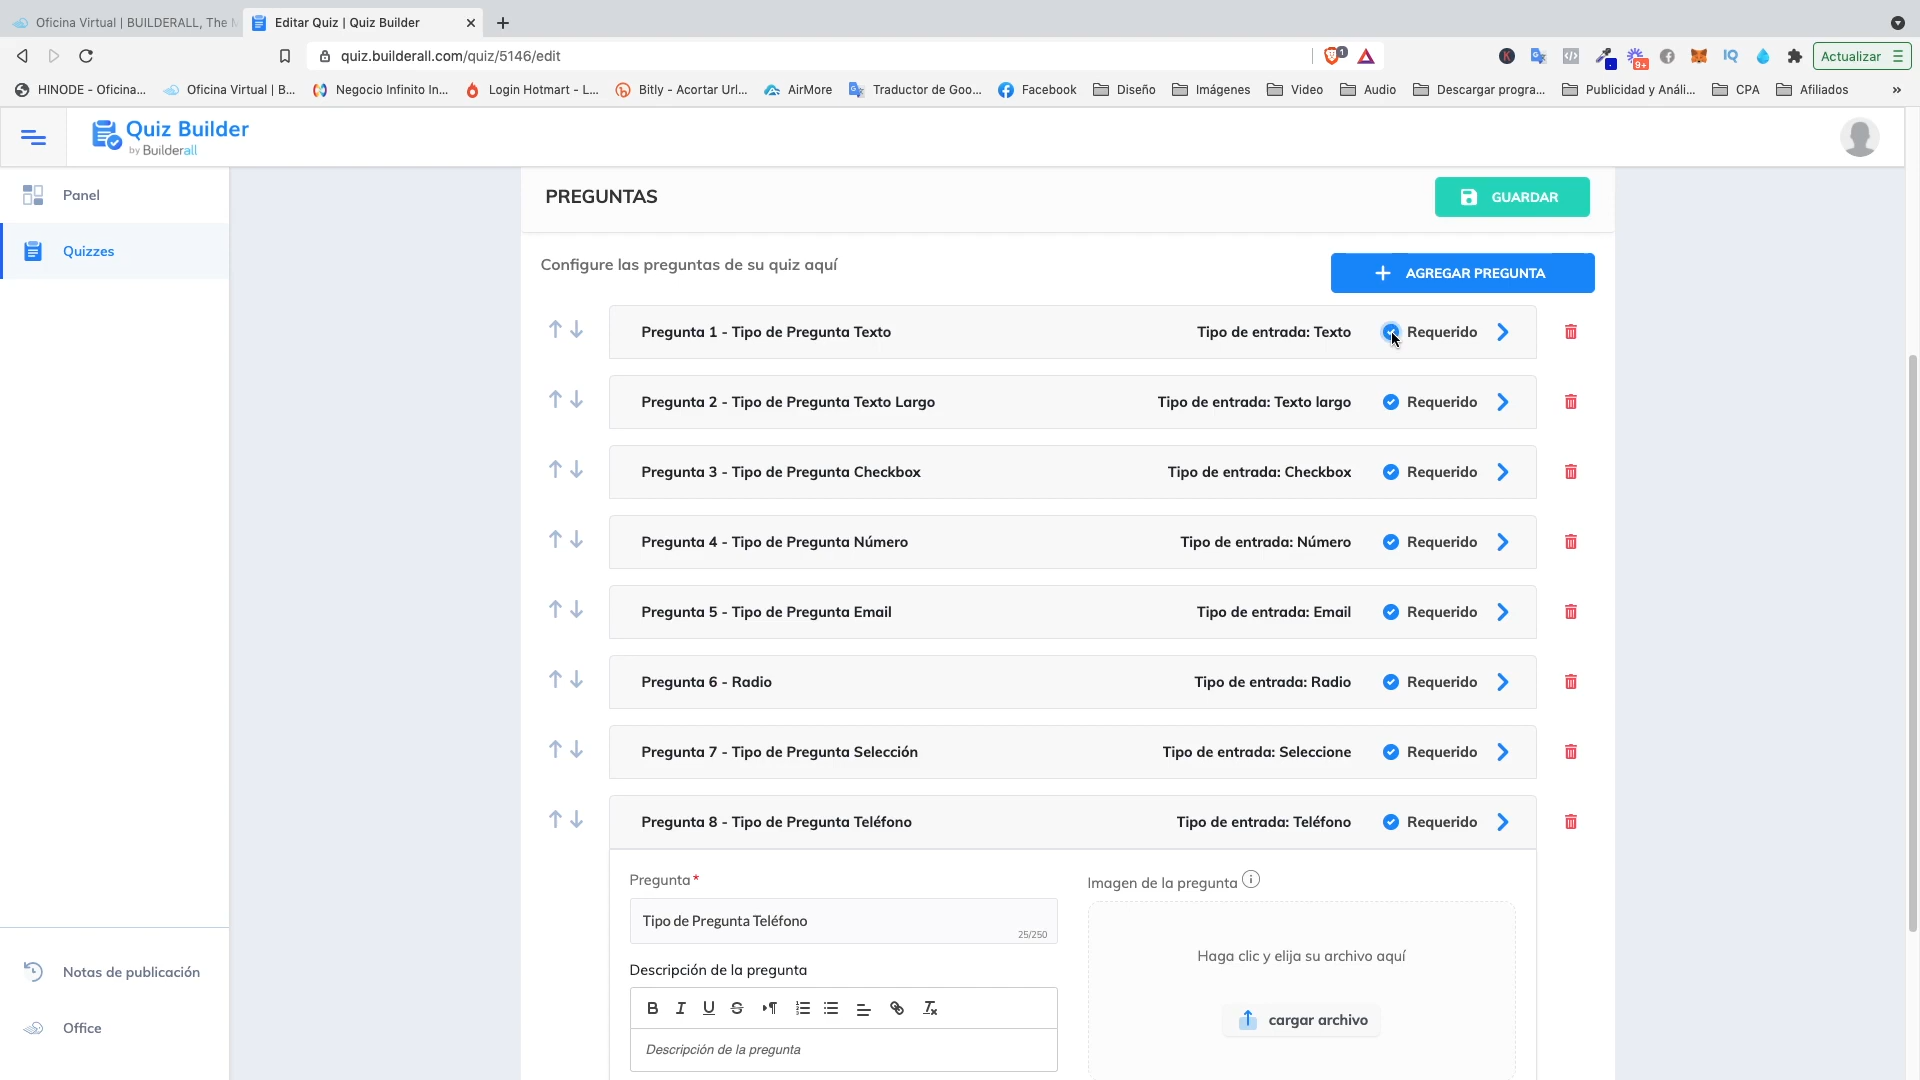 Oficina Virtual | BUILDERALL, The M
Editar Quiz | Quiz Builder
quiz.builderall.com/quiz/5146/edit
1
9+
Actualizar
HINODE - Oficina...
Oficina Virtual | B...
Negocio Infinito In...
Login Hotmart - L...
Bitly - Acortar Url...
AirMore
Traductor de Goo...
Facebook
Diseño
Imágenes
Video
Audio
Descargar progra...
Publicidad y Análi...
CPA
Afiliados
»
Quiz Builder
by Builderall
Panel
Quizzes
Notas de publicación
Office
PREGUNTAS
GUARDAR
Configure las preguntas de su quiz aquí
AGREGAR PREGUNTA
Pregunta 1 - Tipo de Pregunta Texto Tipo de entrada: Texto Requerido
Pregunta 2 - Tipo de Pregunta Texto Largo Tipo de entrada: Texto largo Requerido
Pregunta 3 - Tipo de Pregunta Checkbox Tipo de entrada: Checkbox Requerido
Pregunta 4 - Tipo de Pregunta Número Tipo de entrada: Número Requerido
Pregunta 5 - Tipo de Pregunta Email Tipo de entrada: Email Requerido
Pregunta 6 - Radio Tipo de entrada: Radio Requerido
Pregunta 7 - Tipo de Pregunta Selección Tipo de entrada: Seleccione Requerido
Pregunta 8 - Tipo de Pregunta Teléfono Tipo de entrada: Teléfono Requerido
Pregunta*
Tipo de Pregunta Teléfono
25/250
Descripción de la pregunta
Descripción de la pregunta
Imagen de la pregunta
Haga clic y elija su archivo aquí
cargar archivo